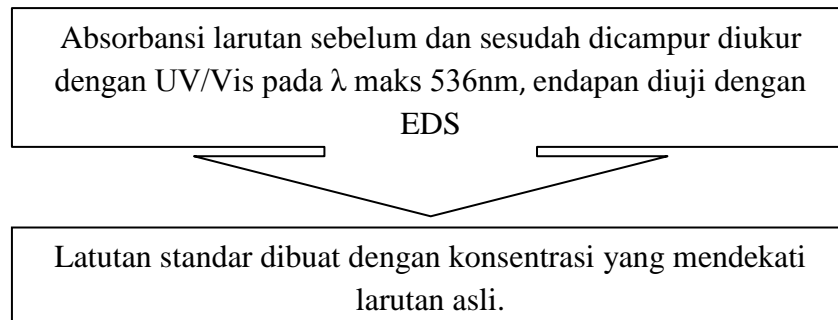 Absorbansi larutan sebelum dan sesudah dicampur diukur
dengan UV/Vis pada λ maks 536nm, endapan diuji dengan
EDS
Latutan standar dibuat dengan konsentrasi yang mendekati
larutan asli.